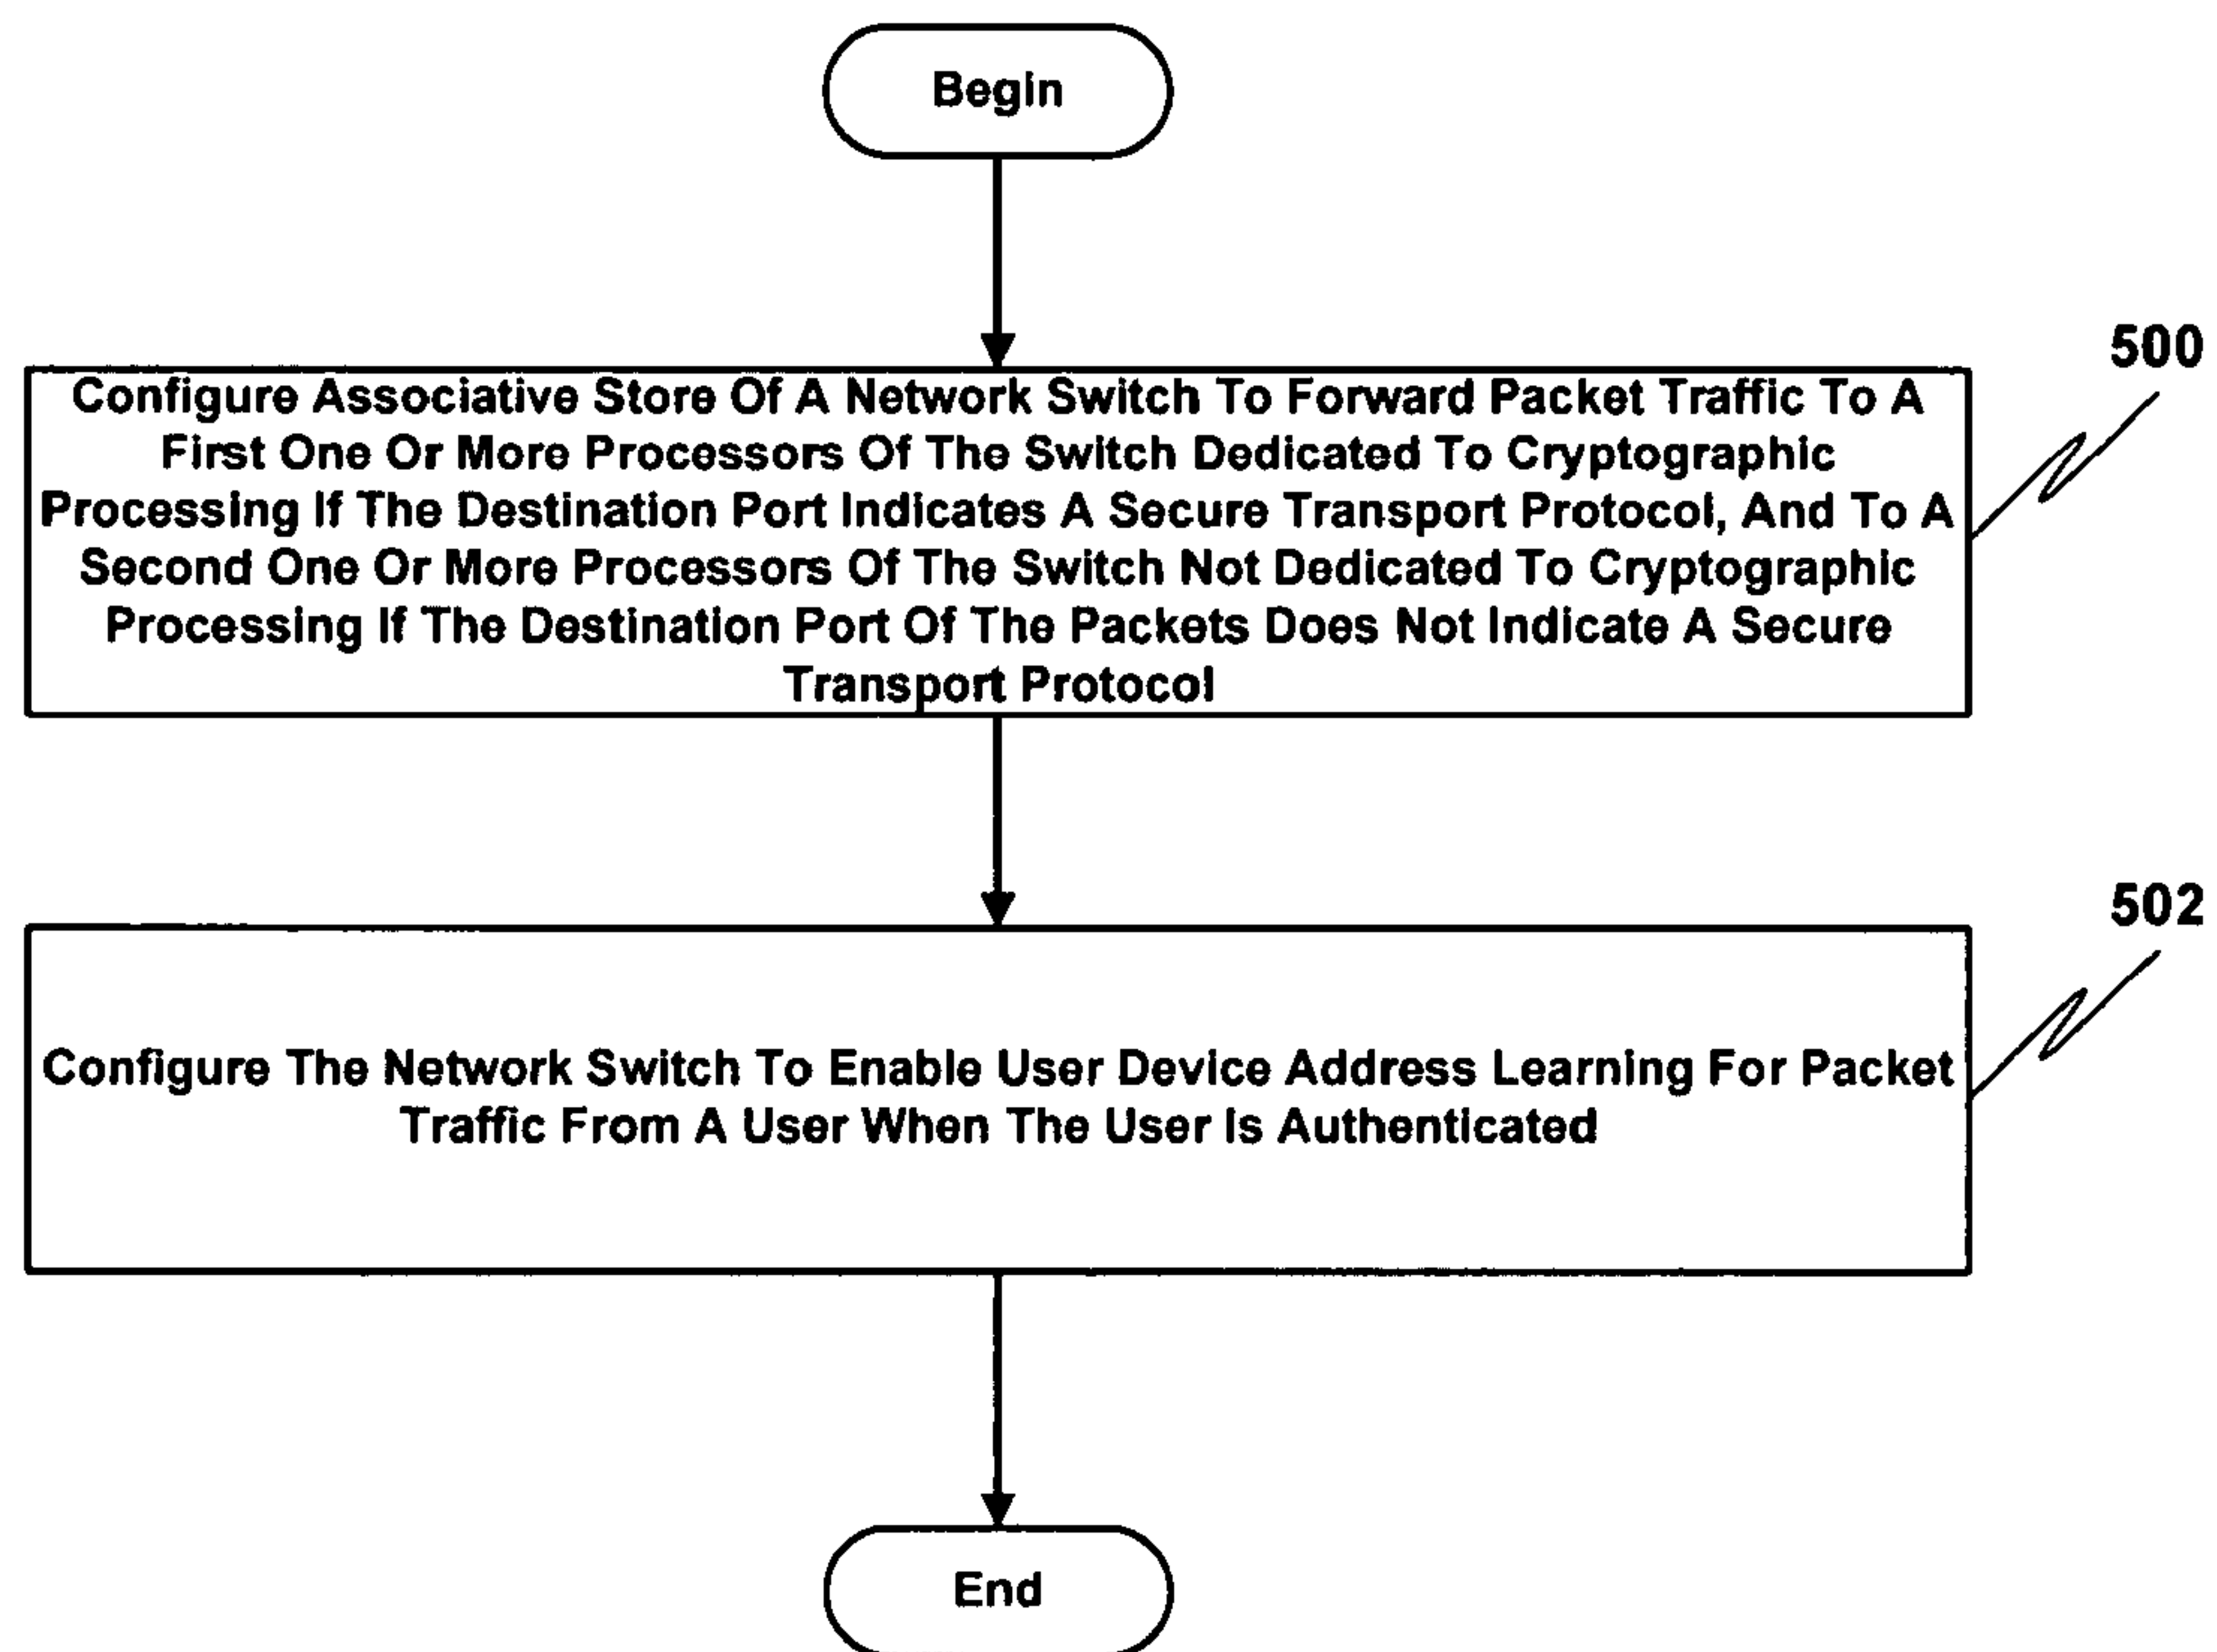 Begin
500
Configure Associative Store Of A Network Switch To Forward Packet Traffic To A
First One Or More Processors Of The Switch Dedicated To Cryptographic
Processing If The Destination Port Indicates A Secure Transport Protocol, And To A
Second One Or More Processors Of The Switch Not Dedicated To Cryptographic
Processing If The Destination Port Of The Packets Does Not Indicate A Secure
Transport Protocol
502
Configure The Network Switch To Enable User Device Address Learning For Packet
Traffic From A User When The User Is Authenticated
End